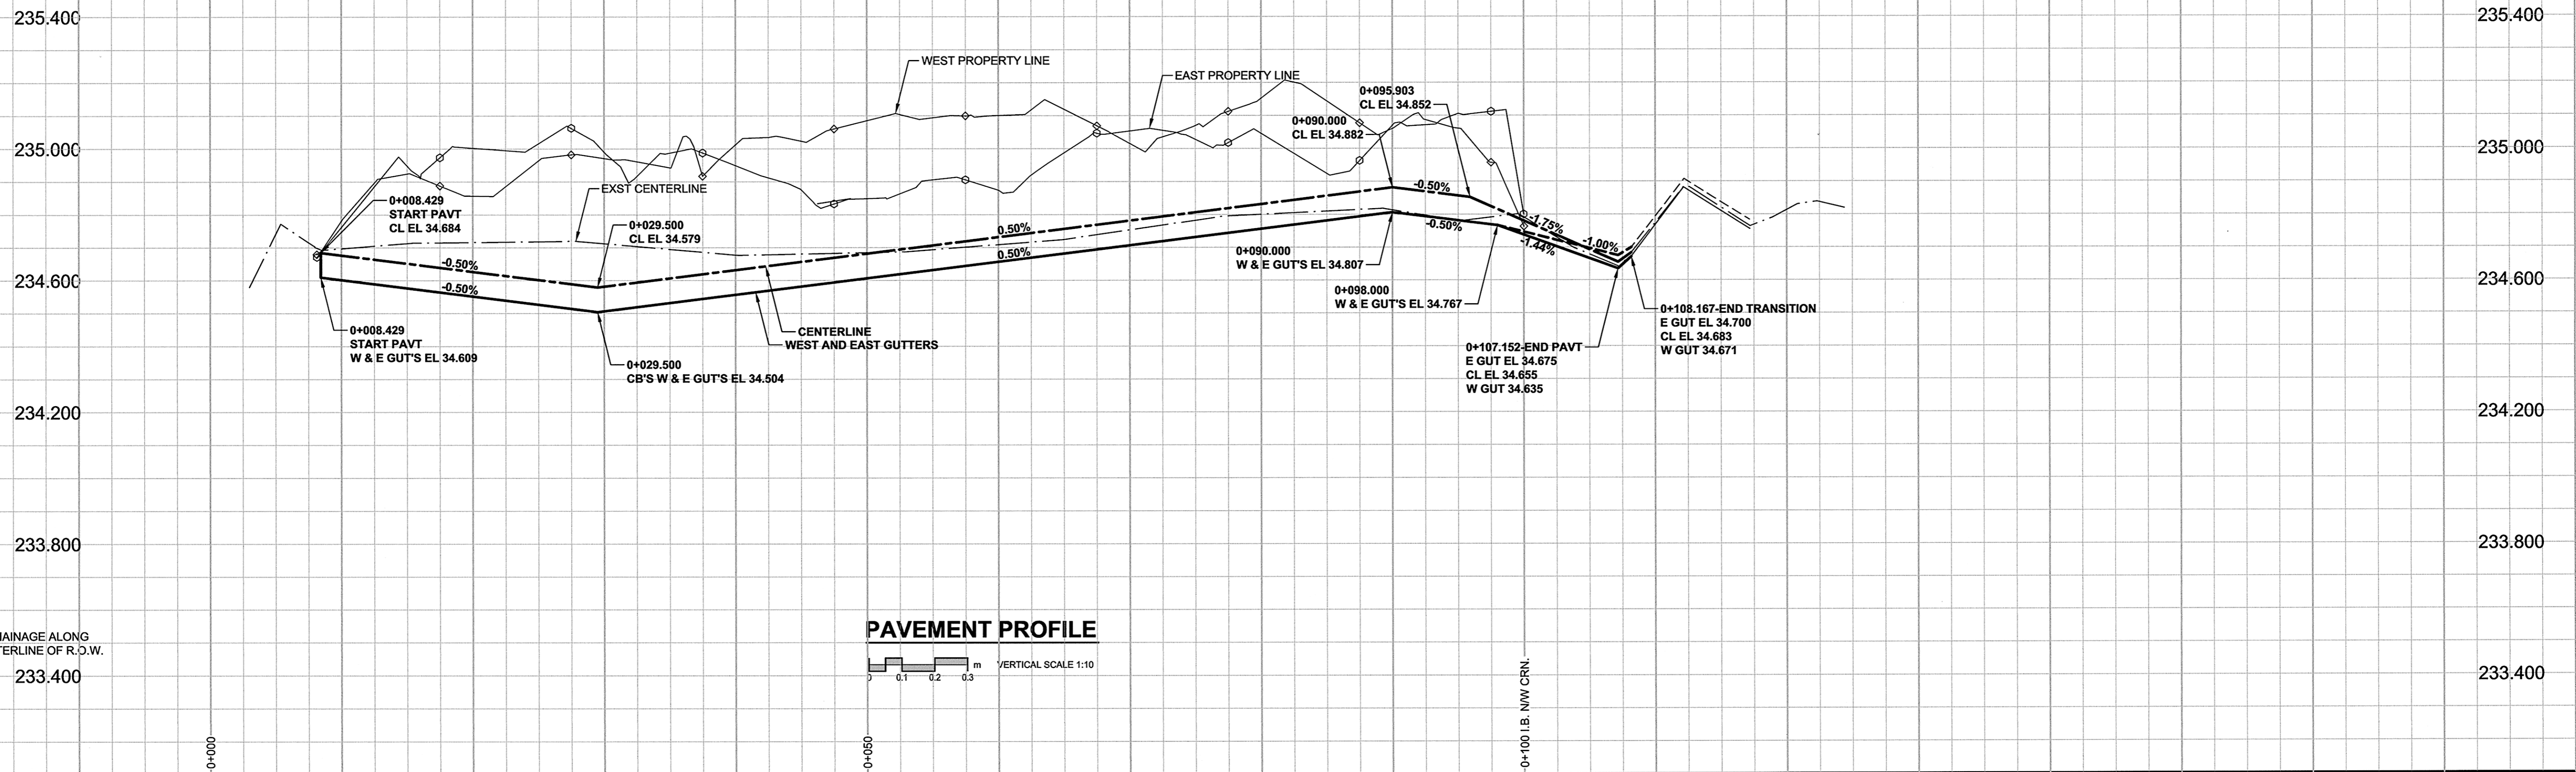 235.400
235.400
WEST PROPERTY LINE
EAST PROPERTY LINE
0+095.903
CL EL 34.852
0+090.000
CL EL 34.882
235.000
235.000
EXST CENTERLINE
0+008.429
START PAVT
CL EL 34.684
0+029.500
CL EL 34.579
-0.50%
-0.50%
0.50%
0.50%
-0.50%
-0.50%
-1.75%
-1.00%
-1.44%
0+090.000
W & E GUT'S EL 34.807
234.600
234.600
0+098.000
W & E GUT'S EL 34.767
0+008.429
START PAVT
W & E GUT'S EL 34.609
CENTERLINE
WEST AND EAST GUTTERS
0+029.500
CB'S W & E GUT'S EL 34.504
0+107.152-END PAVT
E GUT EL 34.675
CL EL 34.655
W GUT 34.635
0+108.167-END TRANSITION
E GUT EL 34.700
CL EL 34.683
W GUT 34.671
234.200
234.200
233.800
233.800
AINAGE ALONG
TERLINE OF R.O.W.
PAVEMENT PROFILE
m VERTICAL SCALE 1:10
0 0.1 0.2 0.3
233.400
233.400
0+000
0+050
0+100 I.B. N/W CRN.